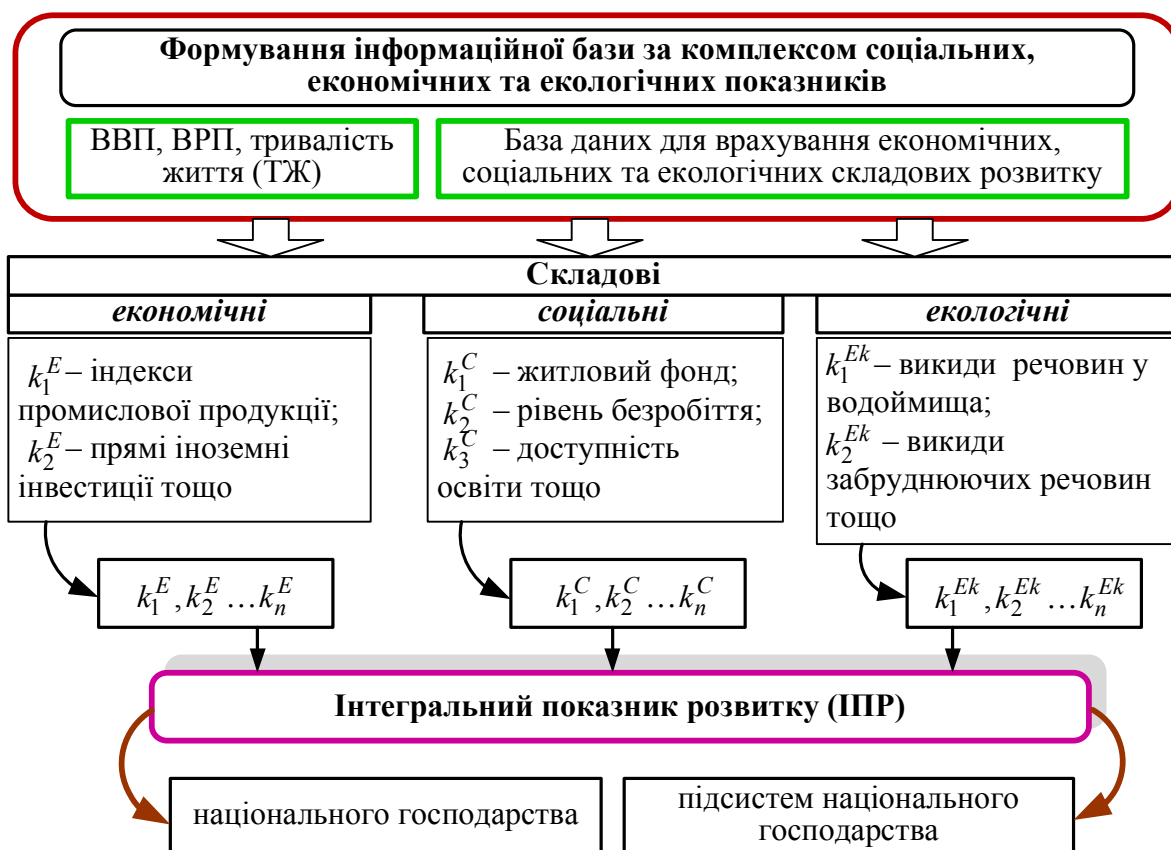 Формування інформаційної бази за комплексом соціальних,
економічних та екологічних показників
ВВП, ВРП, тривалість
життя (ТЖ)
База даних для врахування економічних,
соціальних та екологічних складових розвитку
Складові
економічні
соціальні
екологічні
k₁ᴱ – індекси
промислової продукції;
k₂ᴱ – прямі іноземні
інвестиції тощо
k₁ᶜ – житловий фонд;
k₂ᶜ – рівень безробіття;
k₃ᶜ – доступність
освіти тощо
k₁ᴱᵏ – викиди речовин у
водоймища;
k₂ᴱᵏ – викиди
забруднюючих речовин
тощо
k₁ᴱ, k₂ᴱ … kₙᴱ
k₁ᶜ, k₂ᶜ … kₙᶜ
k₁ᴱᵏ, k₂ᴱᵏ … kₙᴱᵏ
Інтегральний показник розвитку (ІПР)
національного господарства
підсистем національного
господарства